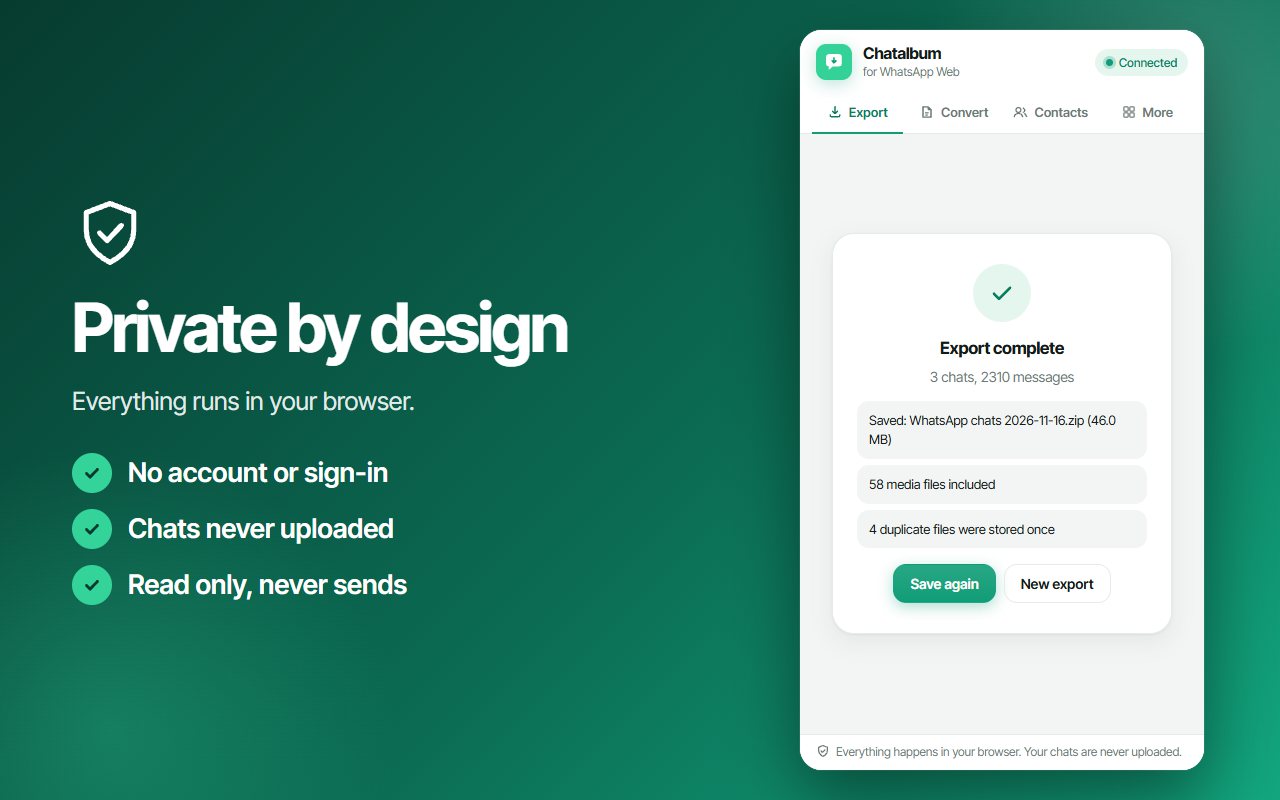 Private by design
Everything runs in your browser.
No account or sign-in
Chats never uploaded
Read only, never sends
Chatalbum
for WhatsApp Web
Connected
Export
Convert
Contacts
More
Export complete
3 chats, 2310 messages
Saved: WhatsApp chats 2026-11-16.zip (46.0
MB)
58 media files included
4 duplicate files were stored once
Save again
New export
Everything happens in your browser. Your chats are never uploaded.